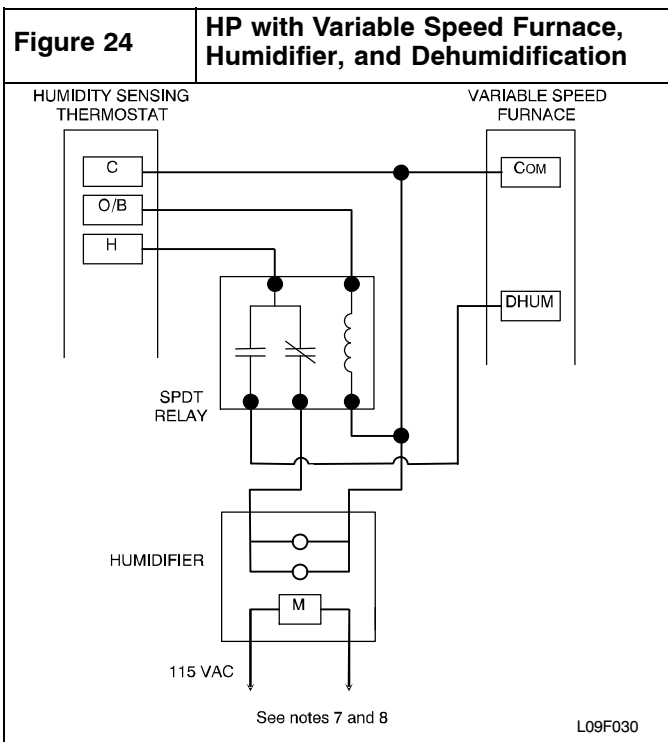 Figure 24
HP with Variable Speed Furnace,
Humidifier, and Dehumidification
HUMIDITY SENSING
THERMOSTAT
VARIABLE SPEED
FURNACE
C
COM
O/B
H
DHUM
SPDT
RELAY
HUMIDIFIER
M
115 VAC
See notes 7 and 8
L09F030